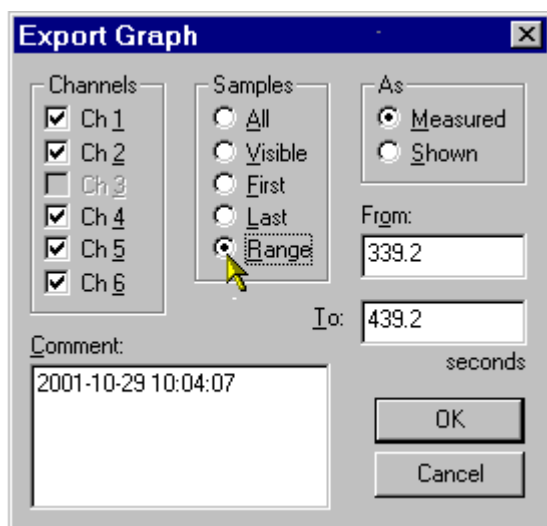 Export Graph
Channels
Ch 1
Ch 2
Ch 3
Ch 4
Ch 5
Ch 6
Samples
All
Visible
First
Last
Range
As
Measured
Shown
From:
339.2
To:
439.2
seconds
Comment:
2001-10-29 10:04:07
OK
Cancel